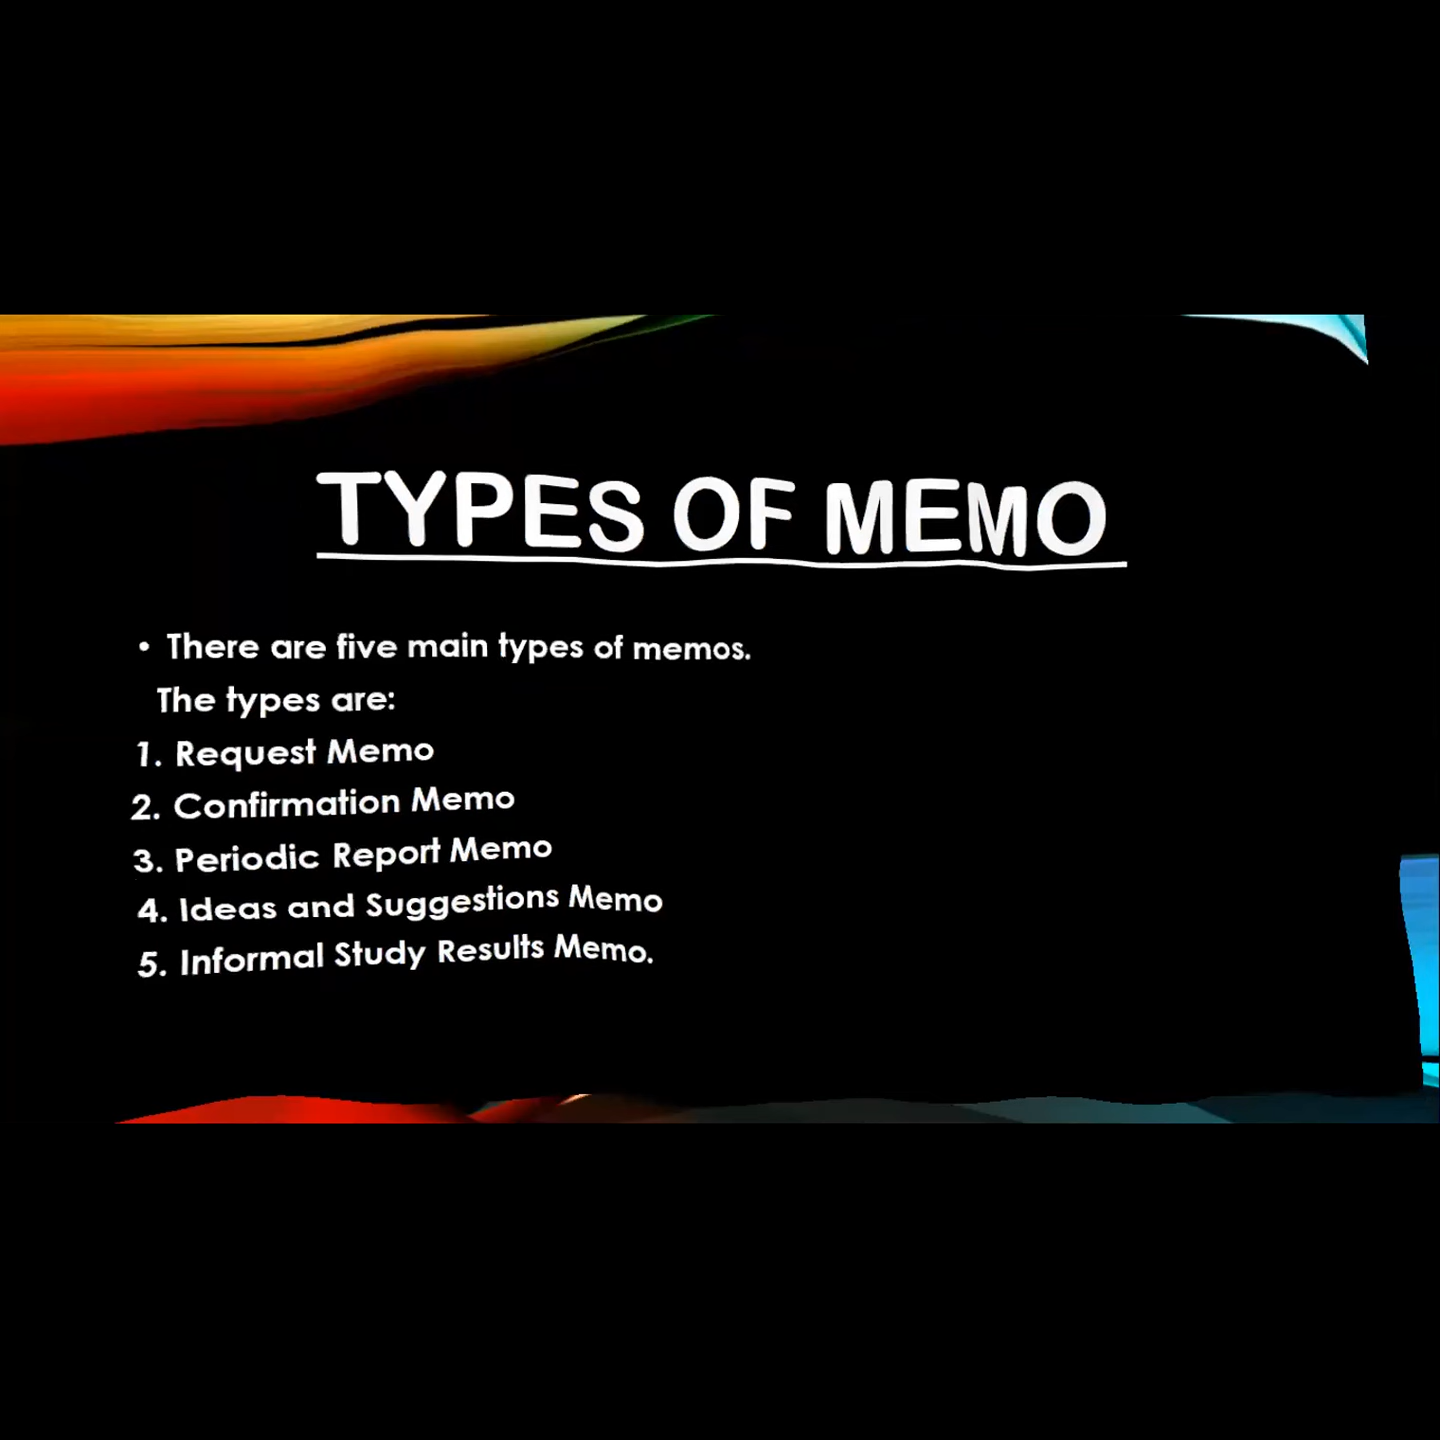 TYPES OF MEMO
• There are five main types of memos.
The types are:
1. Request Memo
2. Confirmation Memo
3. Periodic Report Memo
4. Ideas and Suggestions Memo
5. Informal Study Results Memo.